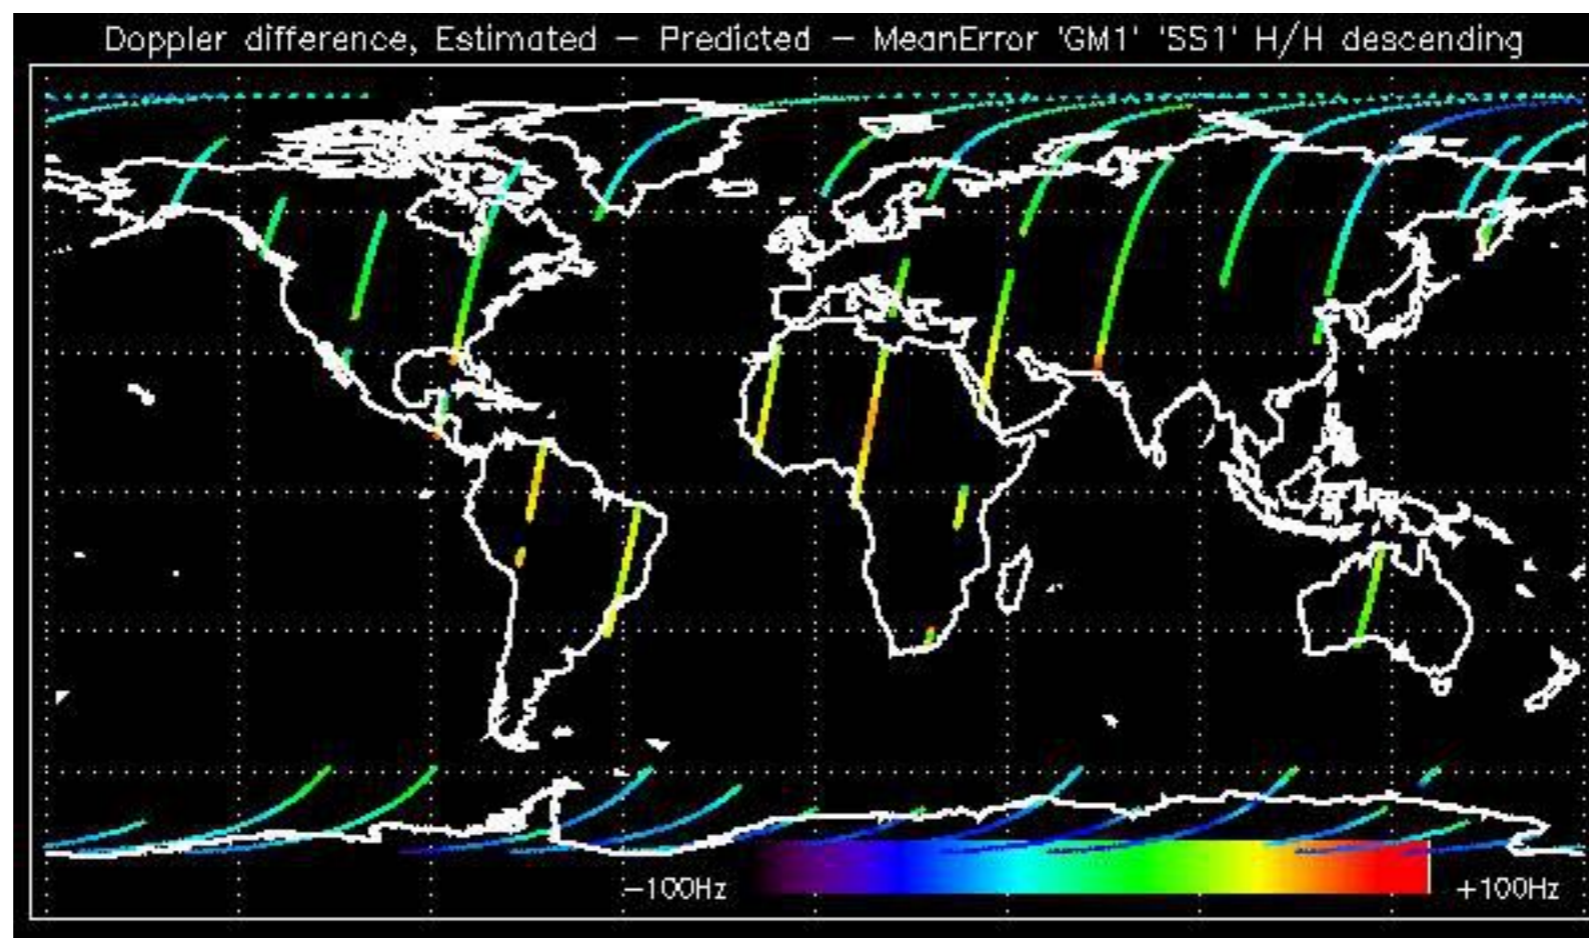 Doppler difference, Estimated – Predicted – MeanError 'GM1' 'SS1' H/H descending
-100Hz +100Hz